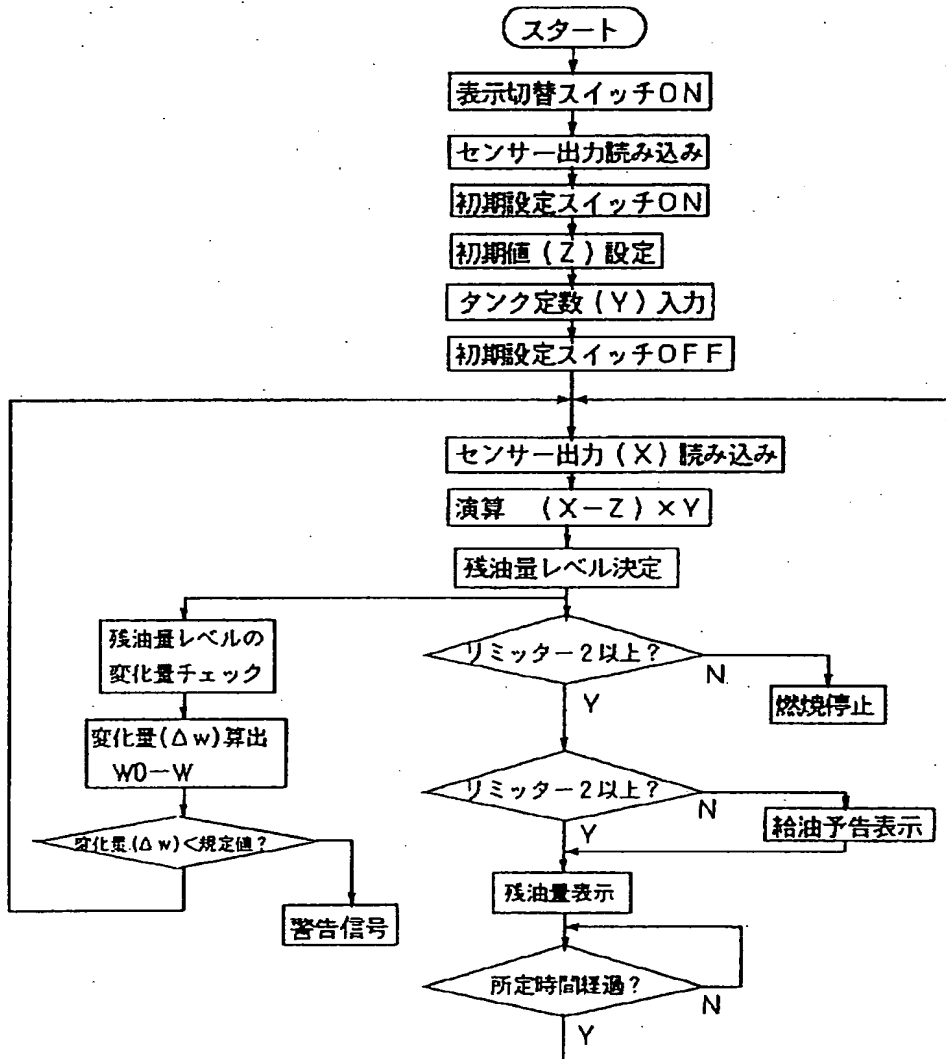 スタート
表示切替スイッチON
センサー出力読み込み
初期設定スイッチON
初期値(Z)設定
タンク定数(Y)入力
初期設定スイッチOFF
センサー出力(X)読み込み
演算 (X-Z)×Y
残油量レベル決定
残油量レベルの
変化量チェック
リミッター2以上?
N
Y
燃焼停止
変化量(Δw)算出
W0-W
リミッター2以上?
N
Y
給油予告表示
変化量(Δw)<規定値?
残油量表示
警告信号
所定時間経過?
N
Y